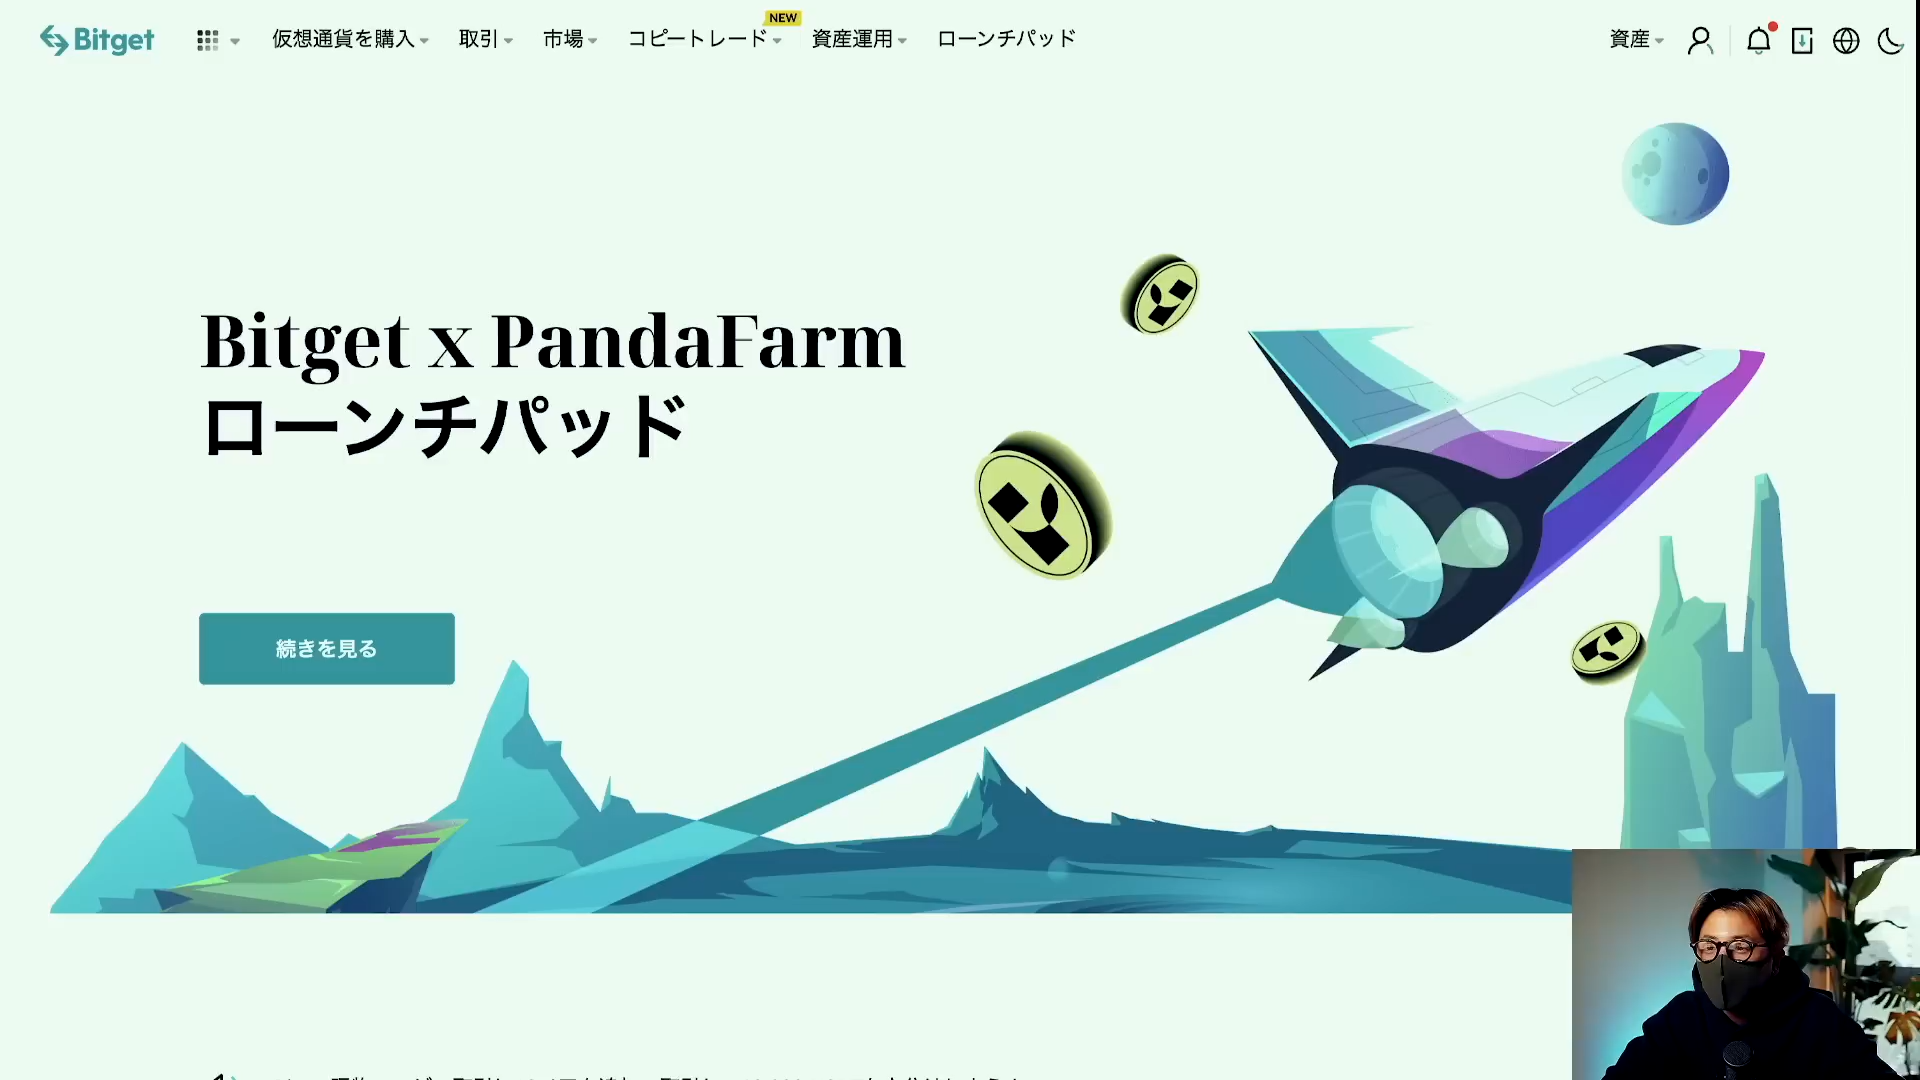 Bitget
仮想通貨を購入
取引
市場
コピートレード
NEW
資産運用
ローンチパッド
資産
Bitget x PandaFarm
ローンチパッド
続きを見る